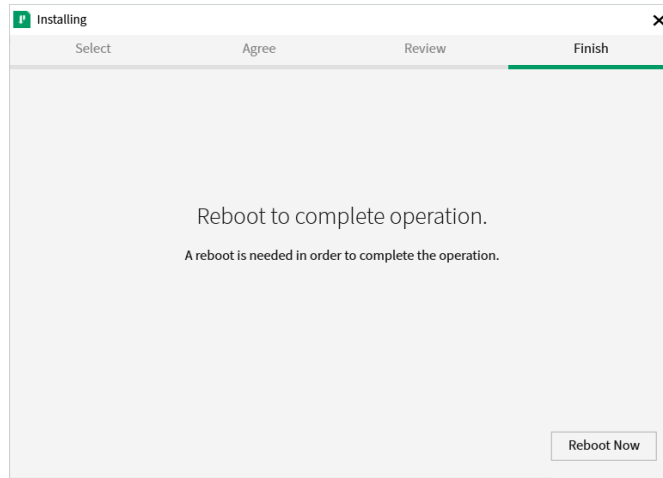 Installing
Select Agree Review Finish
Reboot to complete operation.
A reboot is needed in order to complete the operation.
Reboot Now